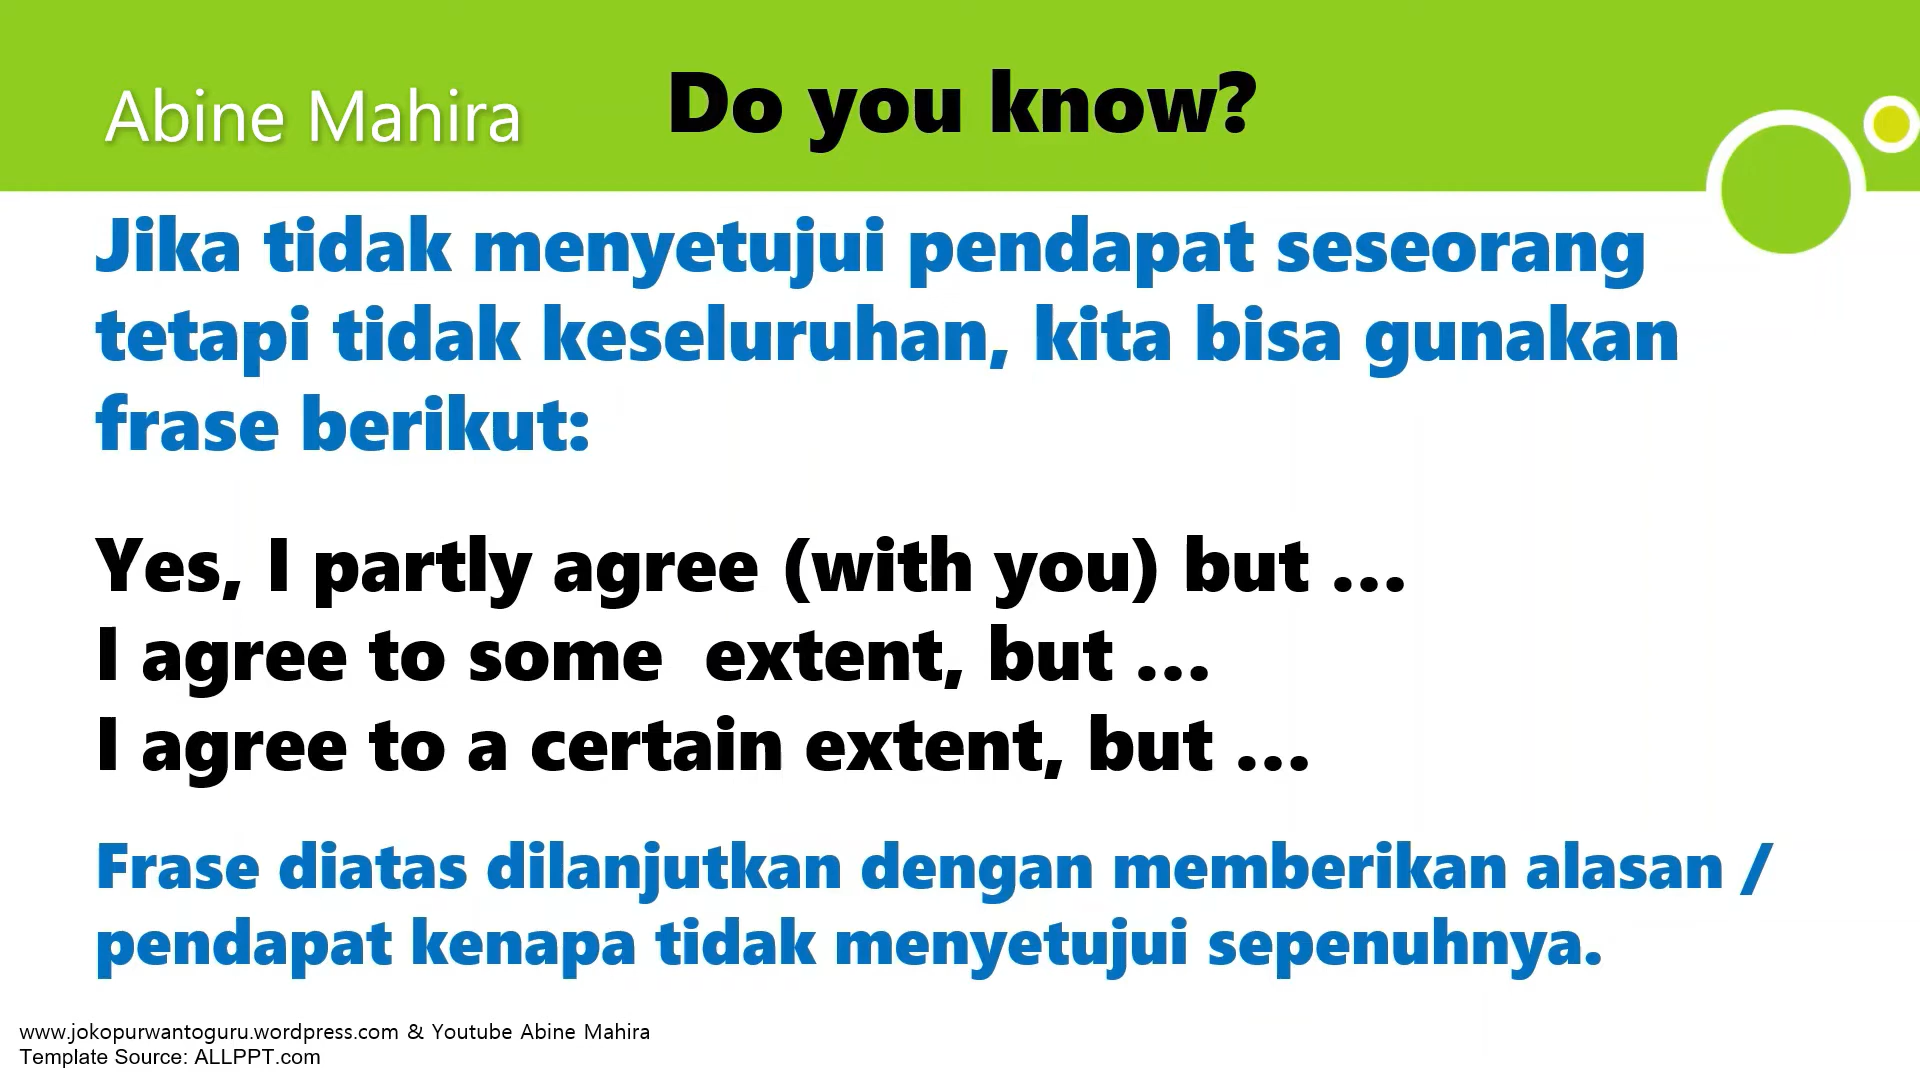 Abine Mahira
Do you know?
Jika tidak menyetujui pendapat seseorang
tetapi tidak keseluruhan, kita bisa gunakan
frase berikut:
Yes, I partly agree (with you) but ...
I agree to some  extent, but ...
I agree to a certain extent, but ...
Frase diatas dilanjutkan dengan memberikan alasan /
pendapat kenapa tidak menyetujui sepenuhnya.
www.jokopurwantoguru.wordpress.com & Youtube Abine Mahira
Template Source: ALLPPT.com